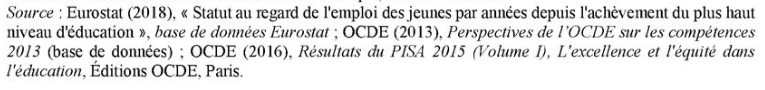 Source : Eurostat (2018), « Statut au regard de l'emploi des jeunes par années depuis l'achèvement du plus haut
niveau d'éducation », base de données Eurostat ; OCDE (2013), Perspectives de l'OCDE sur les compétences
2013 (base de données) ; OCDE (2016), Résultats du PISA 2015 (Volume I), L'excellence et l'équité dans
l'éducation, Éditions OCDE, Paris.